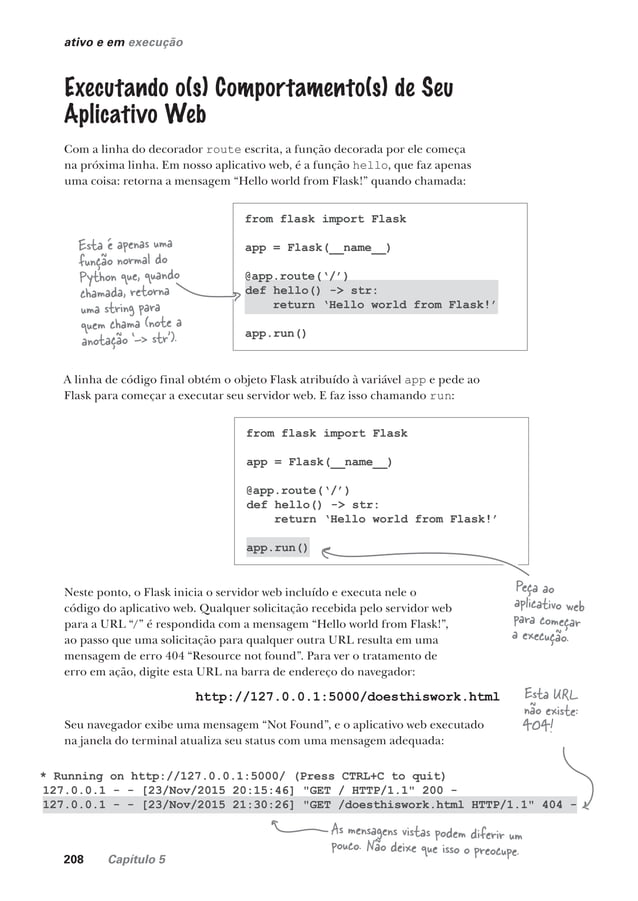 ativo e em execução
Executando o(s) Comportamento(s) de Seu
Aplicativo Web
Com a linha do decorador route escrita, a função decorada por ele começa
na próxima linha. Em nosso aplicativo web, é a função hello, que faz apenas
uma coisa: retorna a mensagem “Hello world from Flask!” quando chamada:
Esta é apenas uma
função normal do
Python que, quando
chamada, retorna
uma string para
quem chama (note a
anotação ‘-> str’).
from flask import Flask
app = Flask(__name__)
@app.route(‘/’)
def hello() -> str:
    return ‘Hello world from Flask!’
app.run()
A linha de código final obtém o objeto Flask atribuído à variável app e pede ao
Flask para começar a executar seu servidor web. E faz isso chamando run:
from flask import Flask
app = Flask(__name__)
@app.route(‘/’)
def hello() -> str:
    return ‘Hello world from Flask!’
app.run()
Peça ao
aplicativo web
para começar
a execução.
Neste ponto, o Flask inicia o servidor web incluído e executa nele o
código do aplicativo web. Qualquer solicitação recebida pelo servidor web
para a URL “/” é respondida com a mensagem “Hello world from Flask!”,
ao passo que uma solicitação para qualquer outra URL resulta em uma
mensagem de erro 404 “Resource not found”. Para ver o tratamento de
erro em ação, digite esta URL na barra de endereço do navegador:
http://127.0.0.1:5000/doesthiswork.html
Esta URL
não existe:
404!
Seu navegador exibe uma mensagem “Not Found”, e o aplicativo web executado
na janela do terminal atualiza seu status com uma mensagem adequada:
* Running on http://127.0.0.1:5000/ (Press CTRL+C to quit)
127.0.0.1 - - [23/Nov/2015 20:15:46] "GET / HTTP/1.1" 200 -
127.0.0.1 - - [23/Nov/2015 21:30:26] "GET /doesthiswork.html HTTP/1.1" 404 -
As mensagens vistas podem diferir um
pouco. Não deixe que isso o preocupe.
208 Capítulo 5